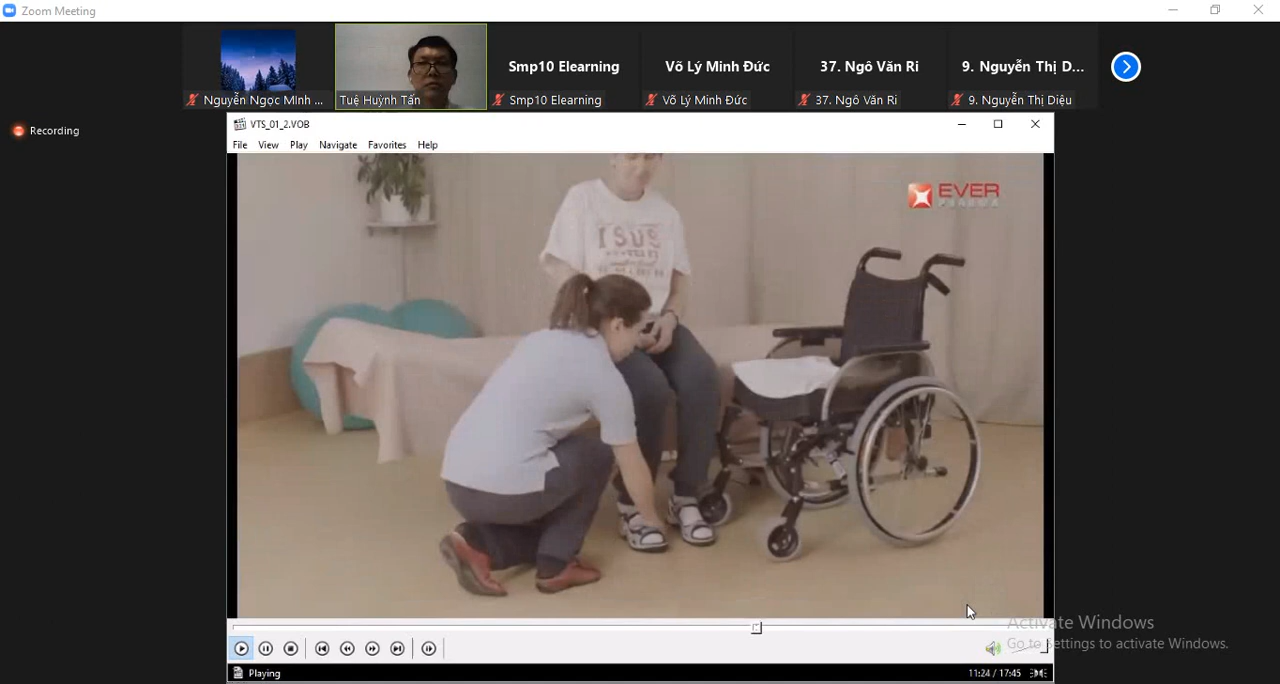 Zoom Meeting
Smp10 Elearning
Võ Lý Minh Đức
37. Ngô Văn Ri
9. Nguyễn Thị D...
Nguyễn Ngọc Minh ...
Tuệ Huỳnh Tấn
Smp10 Elearning
Võ Lý Minh Đức
37. Ngô Văn Ri
9. Nguyễn Thị Diệu
Recording
VTS_01_2.VOB
File View Play Navigate Favorites Help
EVER
PHARMA
Activate Windows
Go to Settings to activate Windows.
Playing
11:24 / 17:45